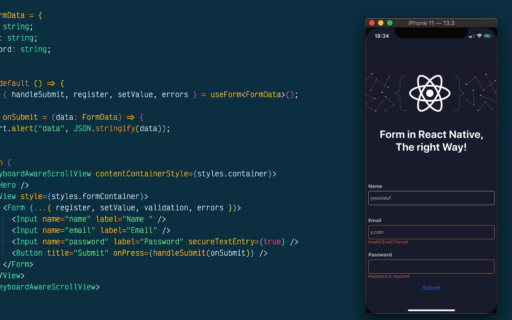 rmData = {
string;
: string;
ord: string;
default () => {
{ handleSubmit, register, setValue, errors } = useForm<FormData>();
onSubmit = (data: FormData) => {
rt.alert("data", JSON.stringify(data));
n (
yboardAwareScrollView contentContainerStyle={styles.container}>
Hero />
View style={styles.formContainer}>
<Form {...{ register, setValue, validation, errors }}>
<Input name="name" label="Name " />
<Input name="email" label="Email" />
<Input name="password" label="Password" secureTextEntry={true} />
<Button title="Submit" onPress={handleSubmit(onSubmit)} />
</Form>
/View>
eyboardAwareScrollView>
iPhone 11 — 13.3
18:34
Form in React Native,
The right Way!
Name
youssouf
Email
y.com
Invalid Email Format
Password
Password is required
Submit